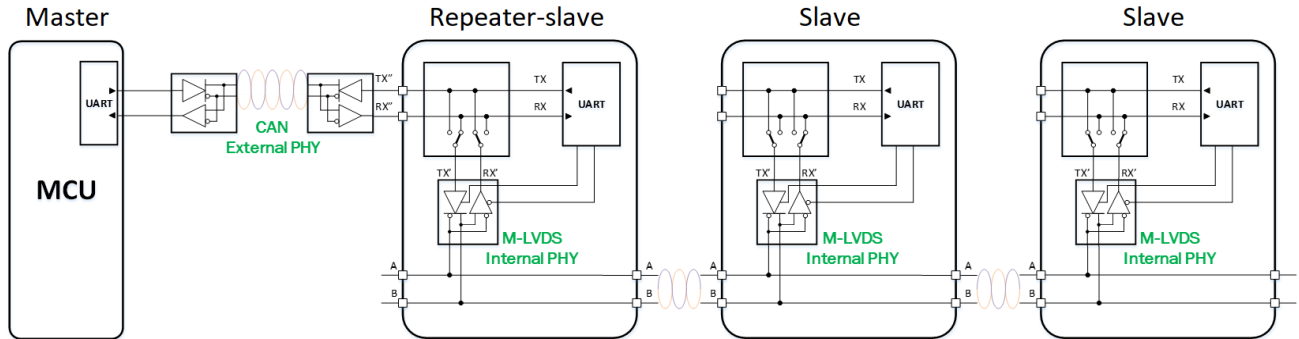 Master
Repeater-slave
Slave
Slave
UART
MCU
CAN
External PHY
TX"
RX"
TX
RX
UART
TX'
RX'
M-LVDS
Internal PHY
A
B
A
B
TX
RX
UART
TX'
RX'
M-LVDS
Internal PHY
A
B
A
B
TX
RX
UART
TX'
RX'
M-LVDS
Internal PHY
A
B
A
B